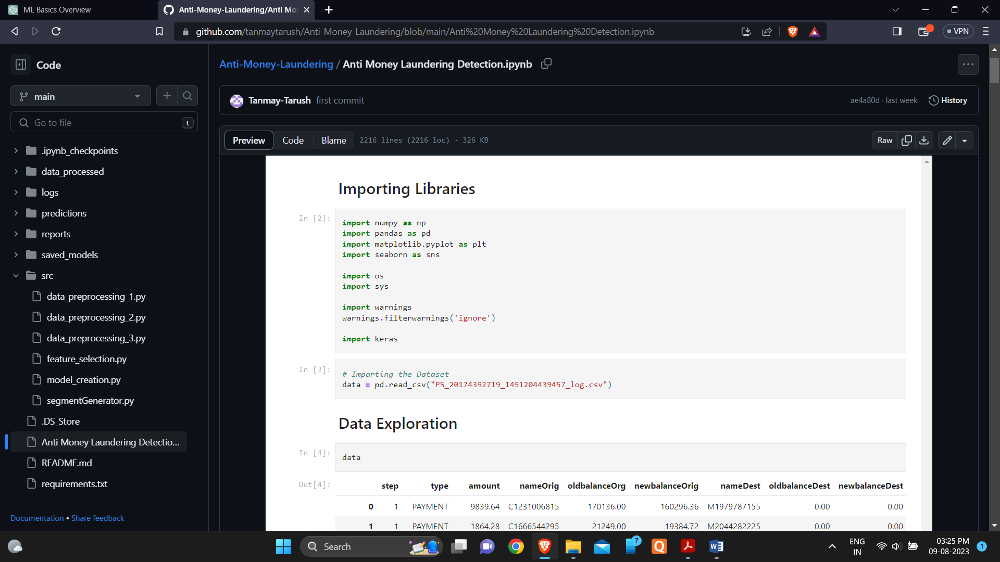 ML Basics Overview
Anti-Money-Laundering/Anti Mo
github.com/tanmaytarush/Anti-Money-Laundering/blob/main/Anti%20Money%20Laundering%20Detection.ipynb
VPN
Code
main
Go to file
t
.ipynb_checkpoints
data_processed
logs
predictions
reports
saved_models
src
data_preprocessing_1.py
data_preprocessing_2.py
data_preprocessing_3.py
feature_selection.py
model_creation.py
segmentGenerator.py
.DS_Store
Anti Money Laundering Detectio...
README.md
requirements.txt
Documentation • Share feedback
Anti-Money-Laundering / Anti Money Laundering Detection.ipynb
Tanmay-Tarush first commit
ae4a80d · last week History
Preview Code Blame 2216 lines (2216 loc) · 326 KB
Raw
Importing Libraries
In [2]:
import numpy as np
import pandas as pd
import matplotlib.pyplot as plt
import seaborn as sns
import os
import sys
import warnings
warnings.filterwarnings('ignore')
import keras
In [3]:
# Importing the Dataset
data = pd.read_csv("PS_20174392719_1491204439457_log.csv")
Data Exploration
In [4]:
data
Out[4]:
step type amount nameOrig oldbalanceOrg newbalanceOrig nameDest oldbalanceDest newbalanceDest
0 1 PAYMENT 9839.64 C1231006815 170136.00 160296.36 M1979787155 0.00 0.00
1 1 PAYMENT 1864.28 C1666544295 21249.00 19384.72 M2044282225 0.00 0.00
Search
7
ENG
IN
03:25 PM
09-08-2023
1